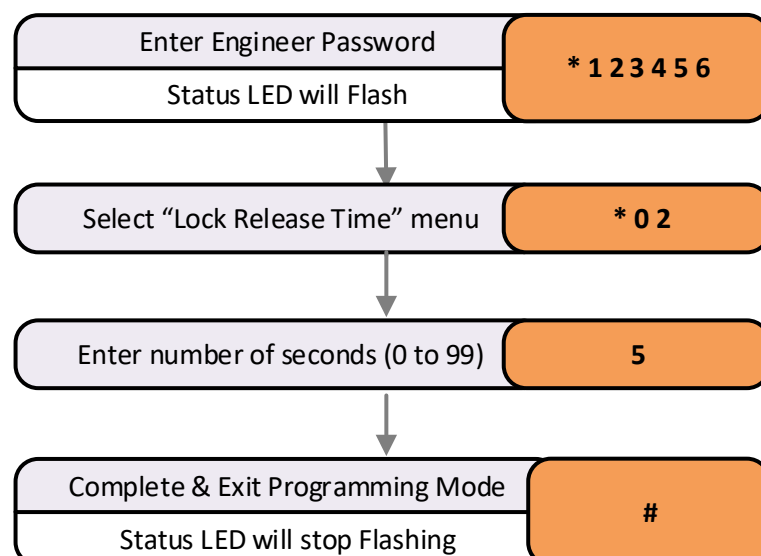 Enter Engineer Password
* 1 2 3 4 5 6
Status LED will Flash
Select “Lock Release Time” menu
* 0 2
Enter number of seconds (0 to 99)
5
Complete & Exit Programming Mode
#
Status LED will stop Flashing